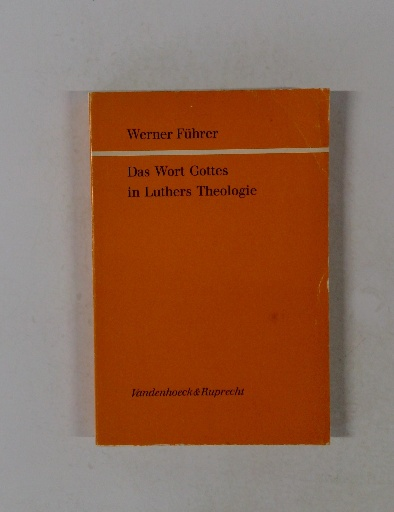 Werner Führer
Das Wort Gottes
in Luthers Theologie
Vandenhoeck & Ruprecht